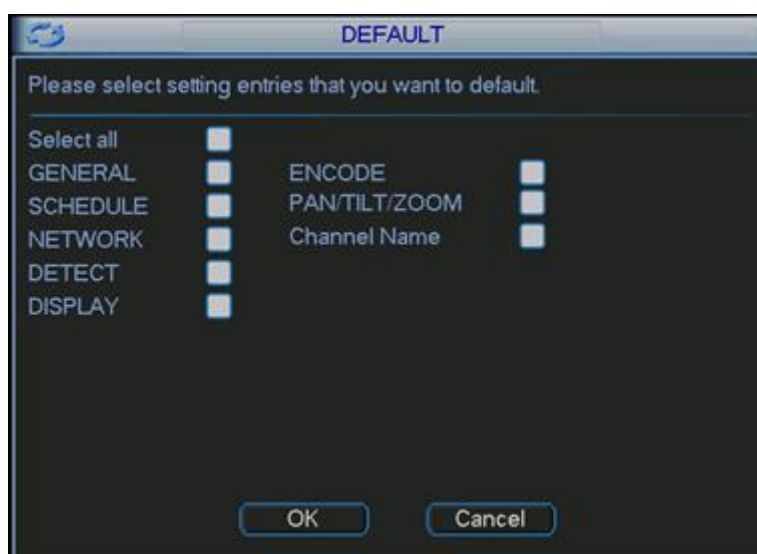 DEFAULT
Please select setting entries that you want to default.
Select all
GENERAL ENCODE
SCHEDULE PAN/TILT/ZOOM
NETWORK Channel Name
DETECT
DISPLAY
OK Cancel